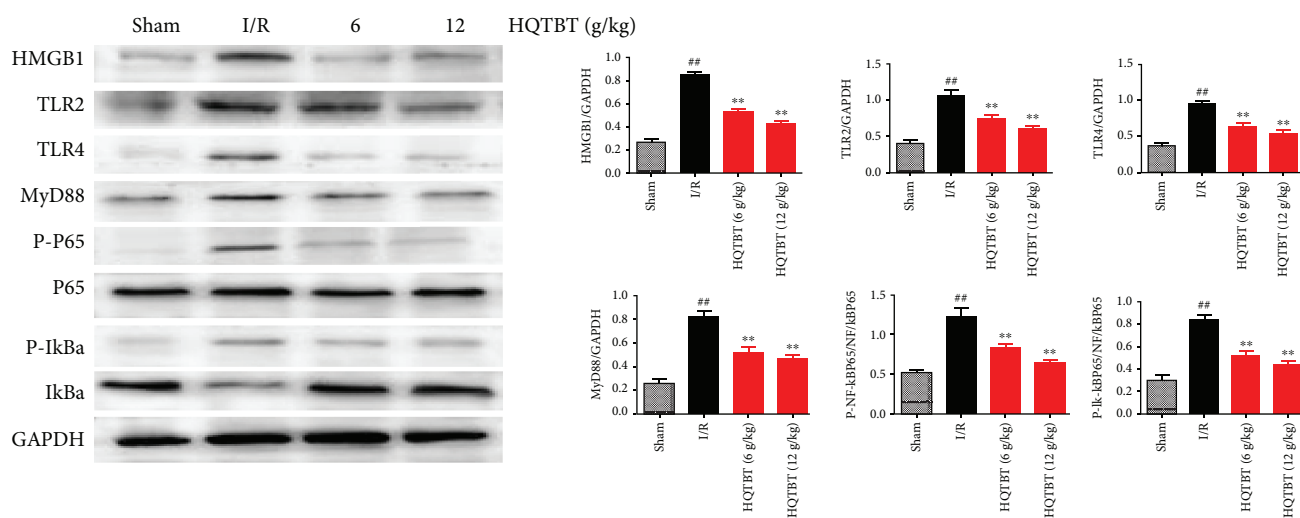 Sham I/R 6 12 HQTBT (g/kg)
HMGB1
TLR2
TLR4
MyD88
P-P65
P65
P-IkBa
IkBa
GAPDH
HMGB1/GAPDH
1.0
0.8
0.6
0.4
0.2
0.0
##
**
**
Sham
I/R
HQTBT (6 g/kg)
HQTBT (12 g/kg)
TLR2/GAPDH
1.5
1.0
0.5
0.0
##
**
**
Sham
I/R
HQTBT (6 g/kg)
HQTBT (12 g/kg)
TLR4/GAPDH
1.5
1.0
0.5
0.0
##
**
**
Sham
I/R
HQTBT (6 g/kg)
HQTBT (12 g/kg)
MyD88/GAPDH
1.0
0.8
0.6
0.4
0.2
0.0
##
**
**
Sham
I/R
HQTBT (6 g/kg)
HQTBT (12 g/kg)
P-NF-kBP65/NF/kBP65
1.5
1.0
0.5
0.0
##
**
**
Sham
I/R
HQTBT (6 g/kg)
HQTBT (12 g/kg)
P-Ik-kBP65/NF/kBP65
1.0
0.8
0.6
0.4
0.2
0.0
##
**
**
Sham
I/R
HQTBT (6 g/kg)
HQTBT (12 g/kg)